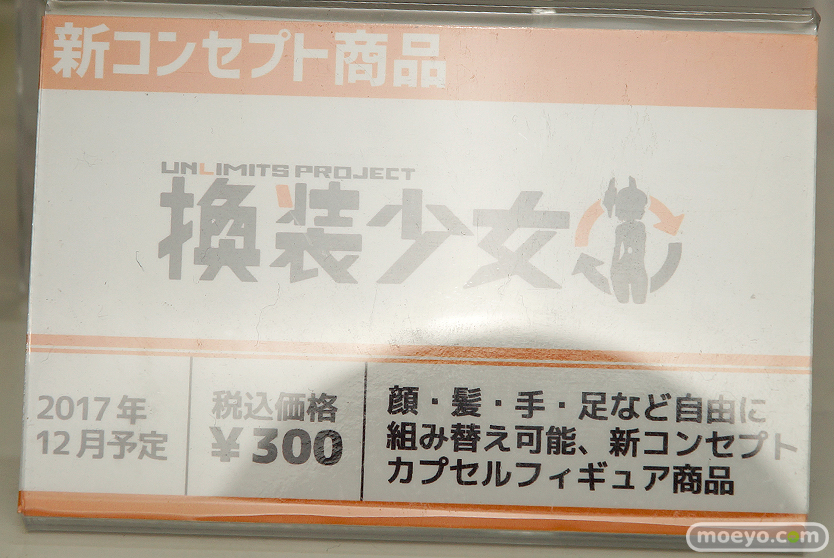 新コンセプト商品
UNLIMITS PROJECT
換装少女
2017年
12月予定
税込価格
¥300
顔・髪・手・足など自由に
組み替え可能、新コンセプト
カプセルフィギュア商品
moeyo.com